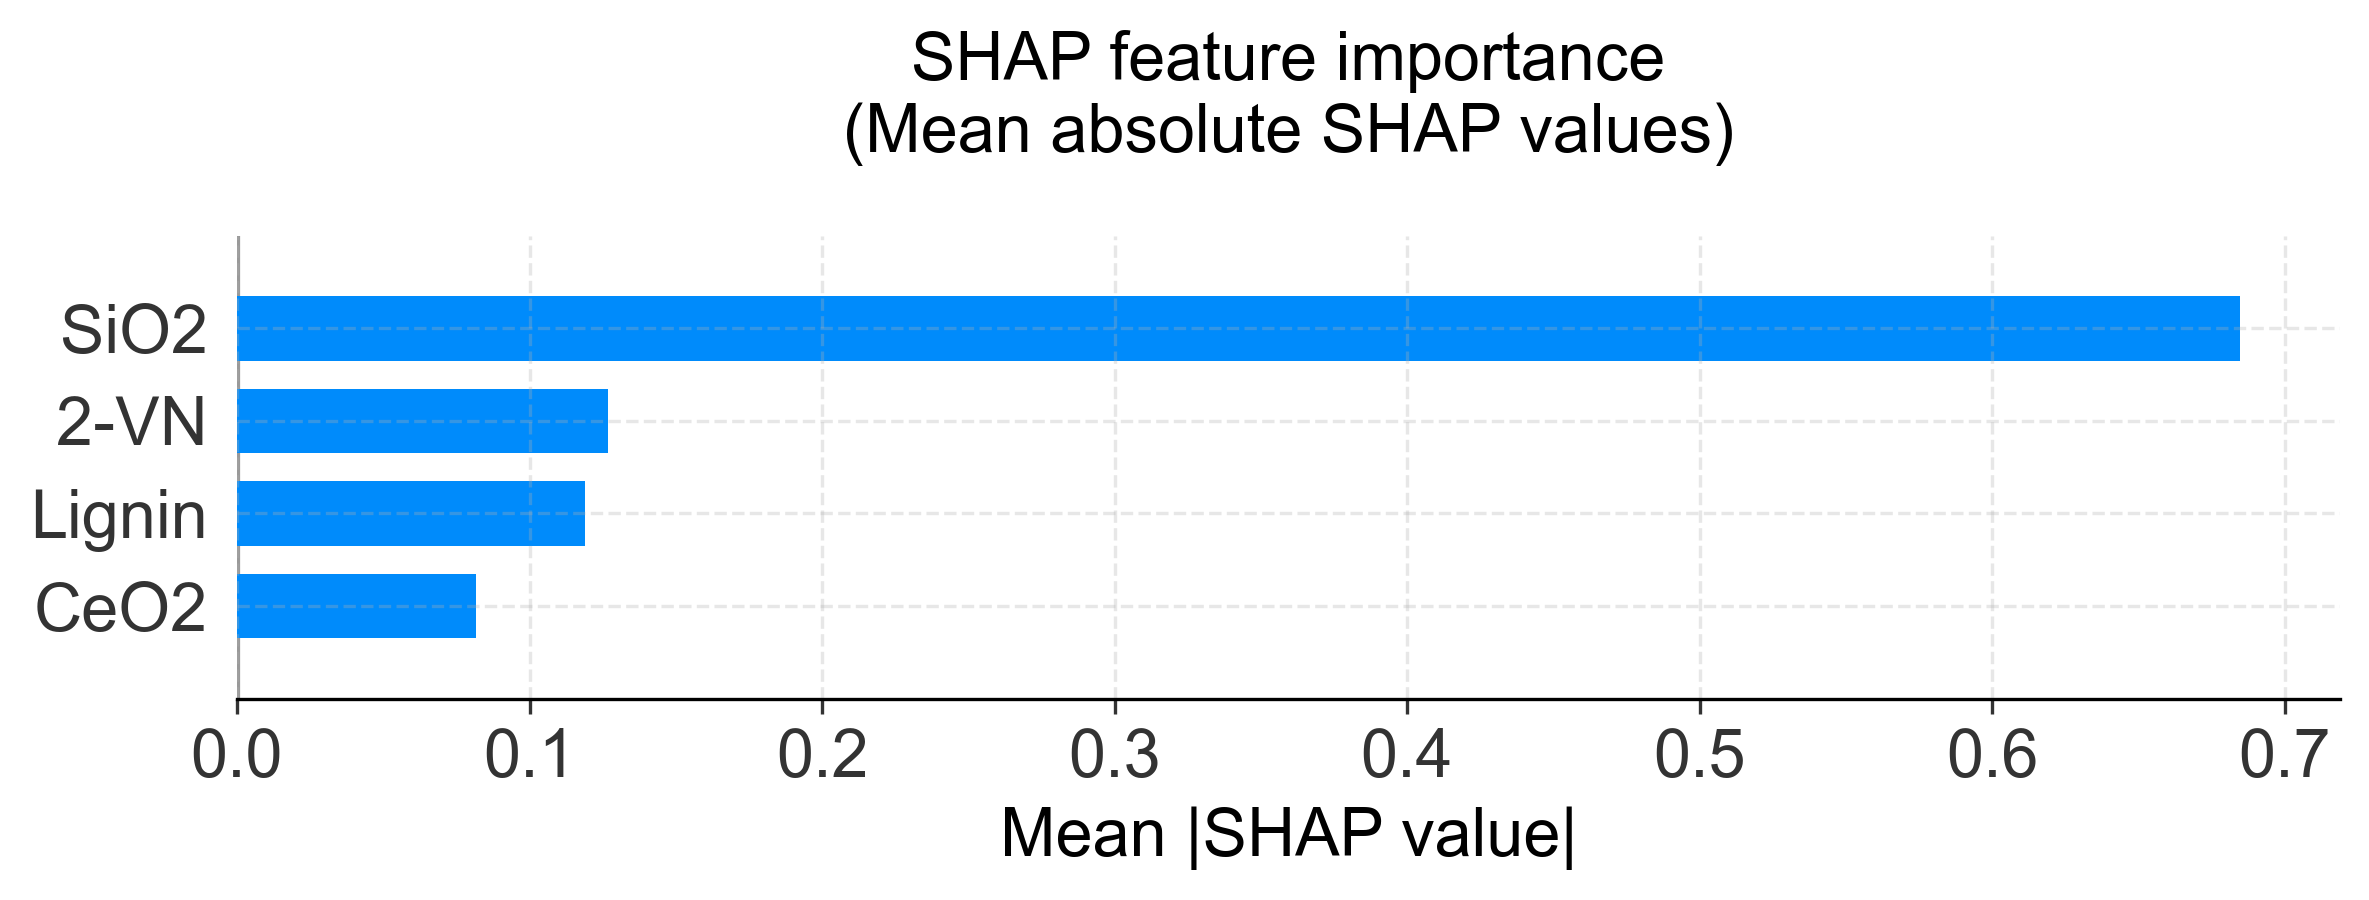 SHAP feature importance
(Mean absolute SHAP values)
SiO2
2-VN
Lignin
CeO2
0.0 0.1 0.2 0.3 0.4 0.5 0.6 0.7
Mean |SHAP value|